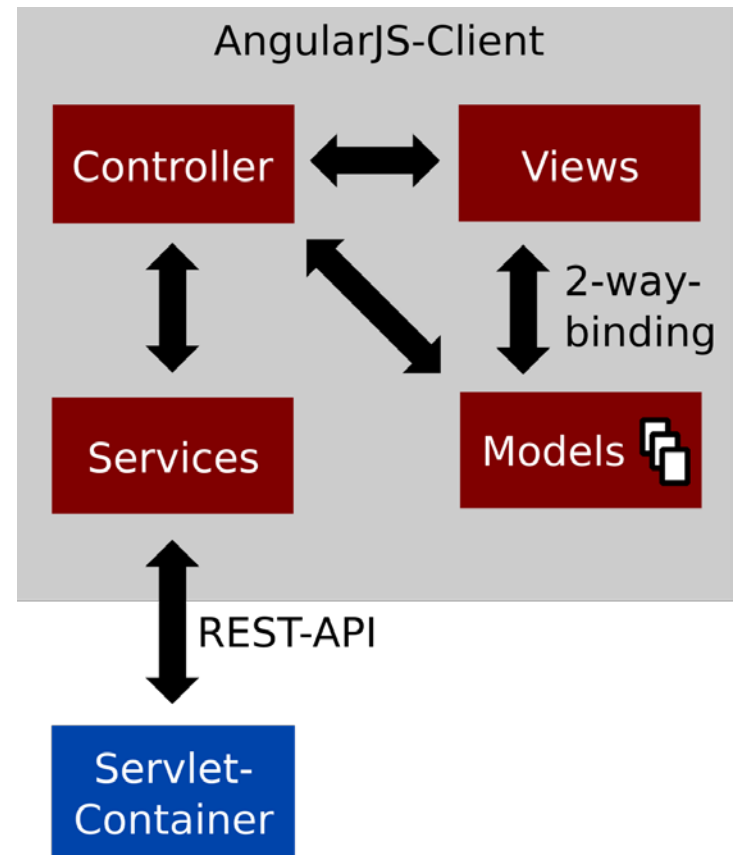 AngularJS-Client
Controller
Views
2-way-
binding
Services
Models
REST-API
Servlet-
Container